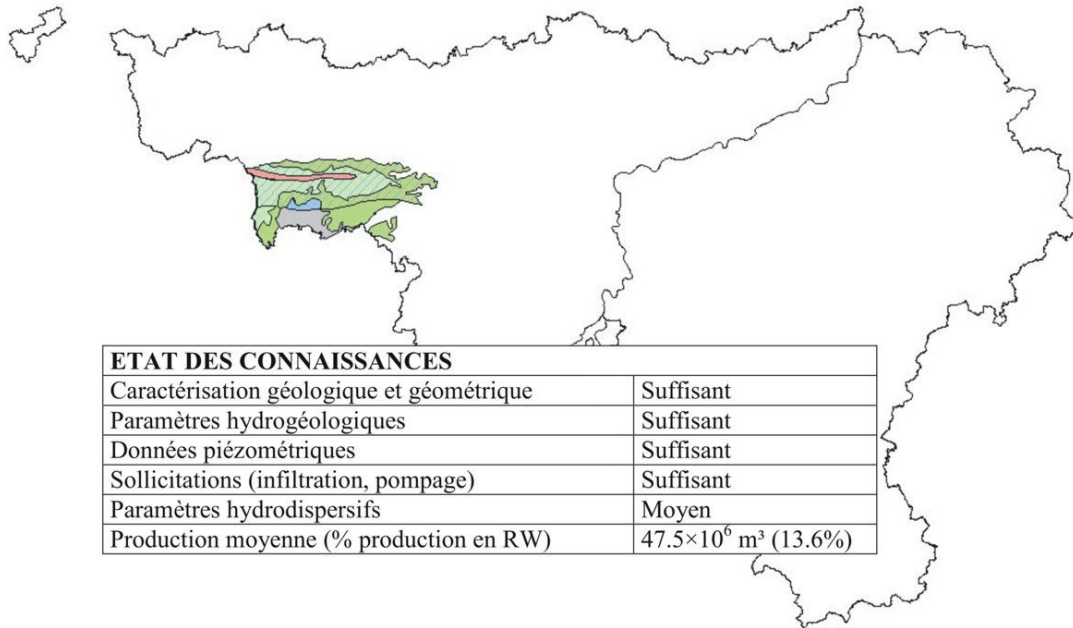 ETAT DES CONNAISSANCES
Caractérisation géologique et géométrique Suffisant
Paramètres hydrogéologiques Suffisant
Données piézométriques Suffisant
Sollicitations (infiltration, pompage) Suffisant
Paramètres hydrodispersifs Moyen
Production moyenne (% production en RW) 47.5×10⁶ m³ (13.6%)